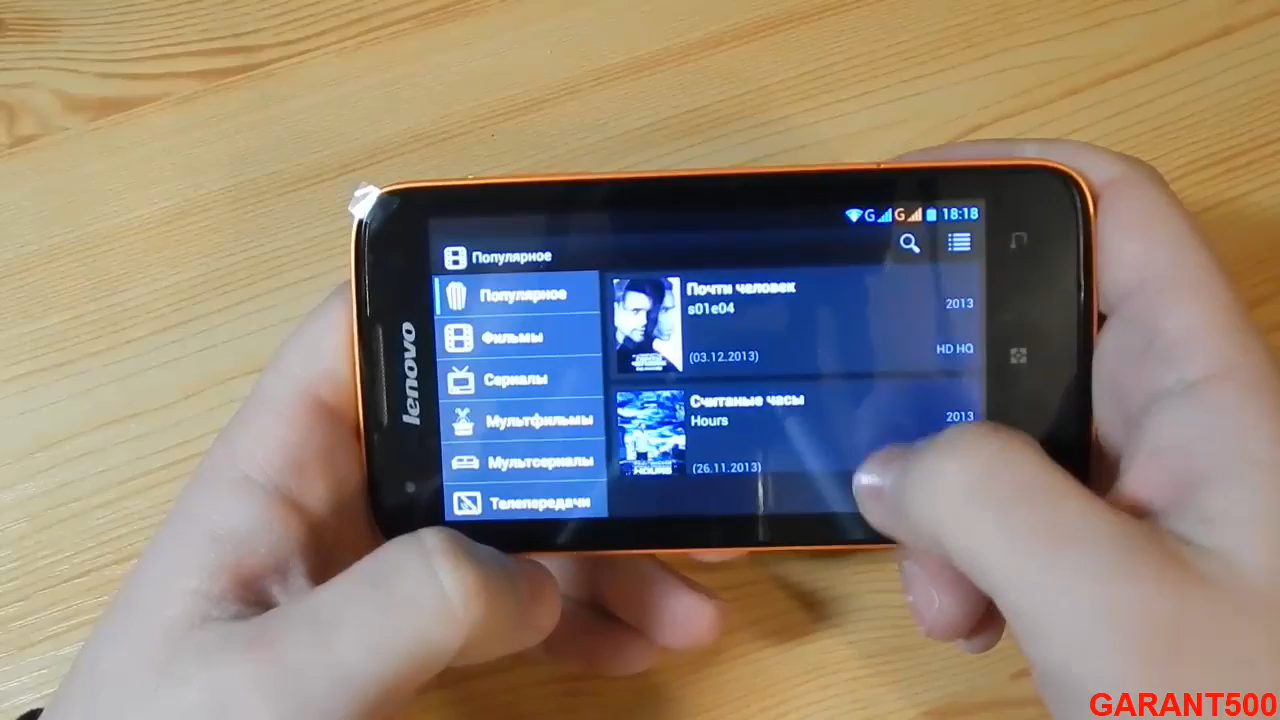 G G 18:18
Популярное
Популярное
Фильмы
Сериалы
Мультфильмы
Мультсериалы
Телепередачи
Почти человек
s01e04
2013
(03.12.2013)
HD HQ
Считаные часы
Hours
2013
(26.11.2013)
HOURS
lenovo
GARANT500